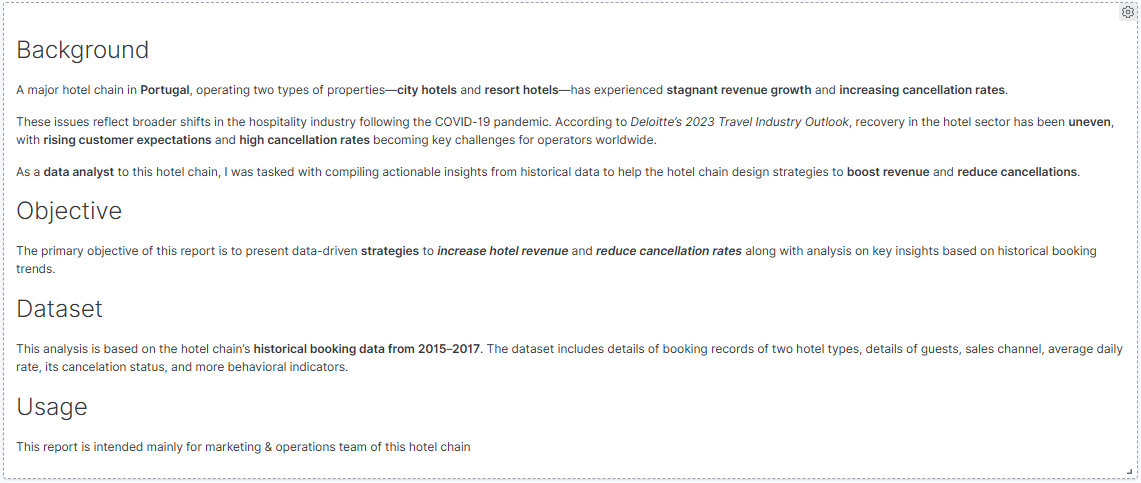 Background
A major hotel chain in Portugal, operating two types of properties—city hotels and resort hotels—has experienced stagnant revenue growth and increasing cancellation rates.
These issues reflect broader shifts in the hospitality industry following the COVID-19 pandemic. According to Deloitte's 2023 Travel Industry Outlook, recovery in the hotel sector has been uneven,
with rising customer expectations and high cancellation rates becoming key challenges for operators worldwide.
As a data analyst to this hotel chain, I was tasked with compiling actionable insights from historical data to help the hotel chain design strategies to boost revenue and reduce cancellations.
Objective
The primary objective of this report is to present data-driven strategies to increase hotel revenue and reduce cancellation rates along with analysis on key insights based on historical booking
trends.
Dataset
This analysis is based on the hotel chain's historical booking data from 2015–2017. The dataset includes details of booking records of two hotel types, details of guests, sales channel, average daily
rate, its cancelation status, and more behavioral indicators.
Usage
This report is intended mainly for marketing & operations team of this hotel chain